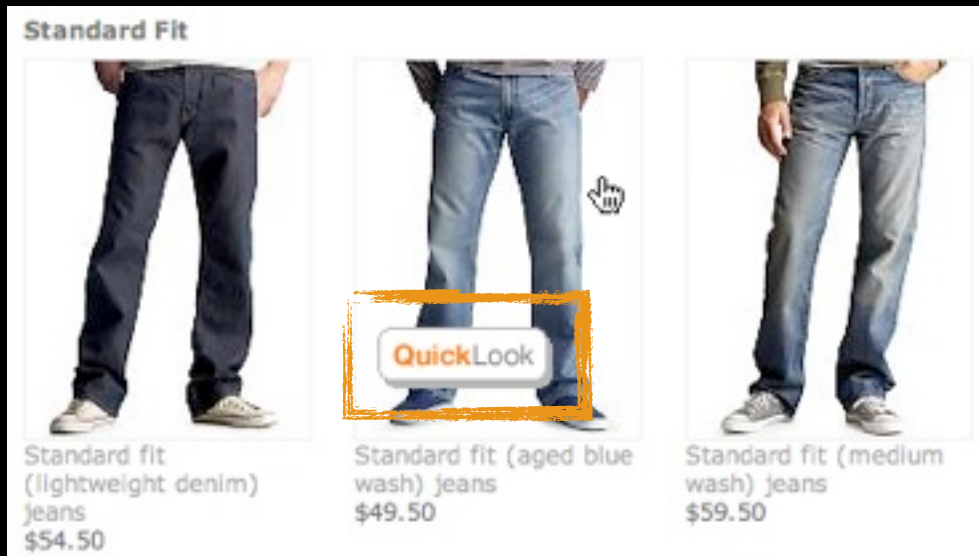 Standard Fit
QuickLook
Standard fit
(lightweight denim)
jeans
$54.50
Standard fit (aged blue
wash) jeans
$49.50
Standard fit (medium
wash) jeans
$59.50